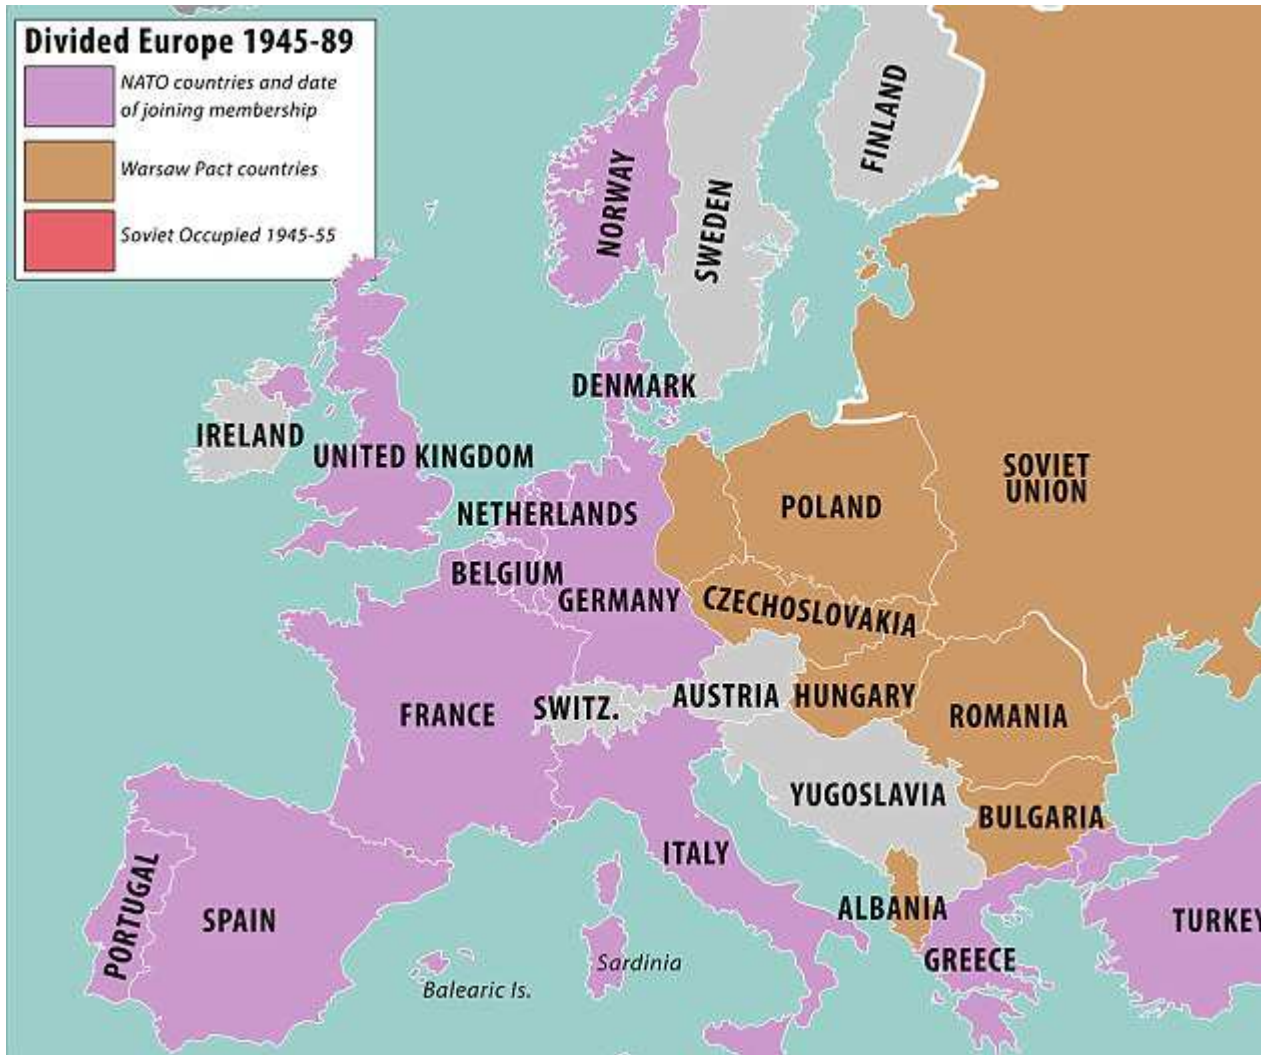 Divided Europe 1945-89
NATO countries and date
of joining membership
Warsaw Pact countries
Soviet Occupied 1945-55
FINLAND
NORWAY
SWEDEN
DENMARK
IRELAND
UNITED KINGDOM
SOVIET
UNION
POLAND
NETHERLANDS
BELGIUM
GERMANY
CZECHOSLOVAKIA
AUSTRIA
HUNGARY
SWITZ.
FRANCE
ROMANIA
YUGOSLAVIA
BULGARIA
ITALY
PORTUGAL
SPAIN
ALBANIA
TURKEY
GREECE
Sardinia
Balearic Is.